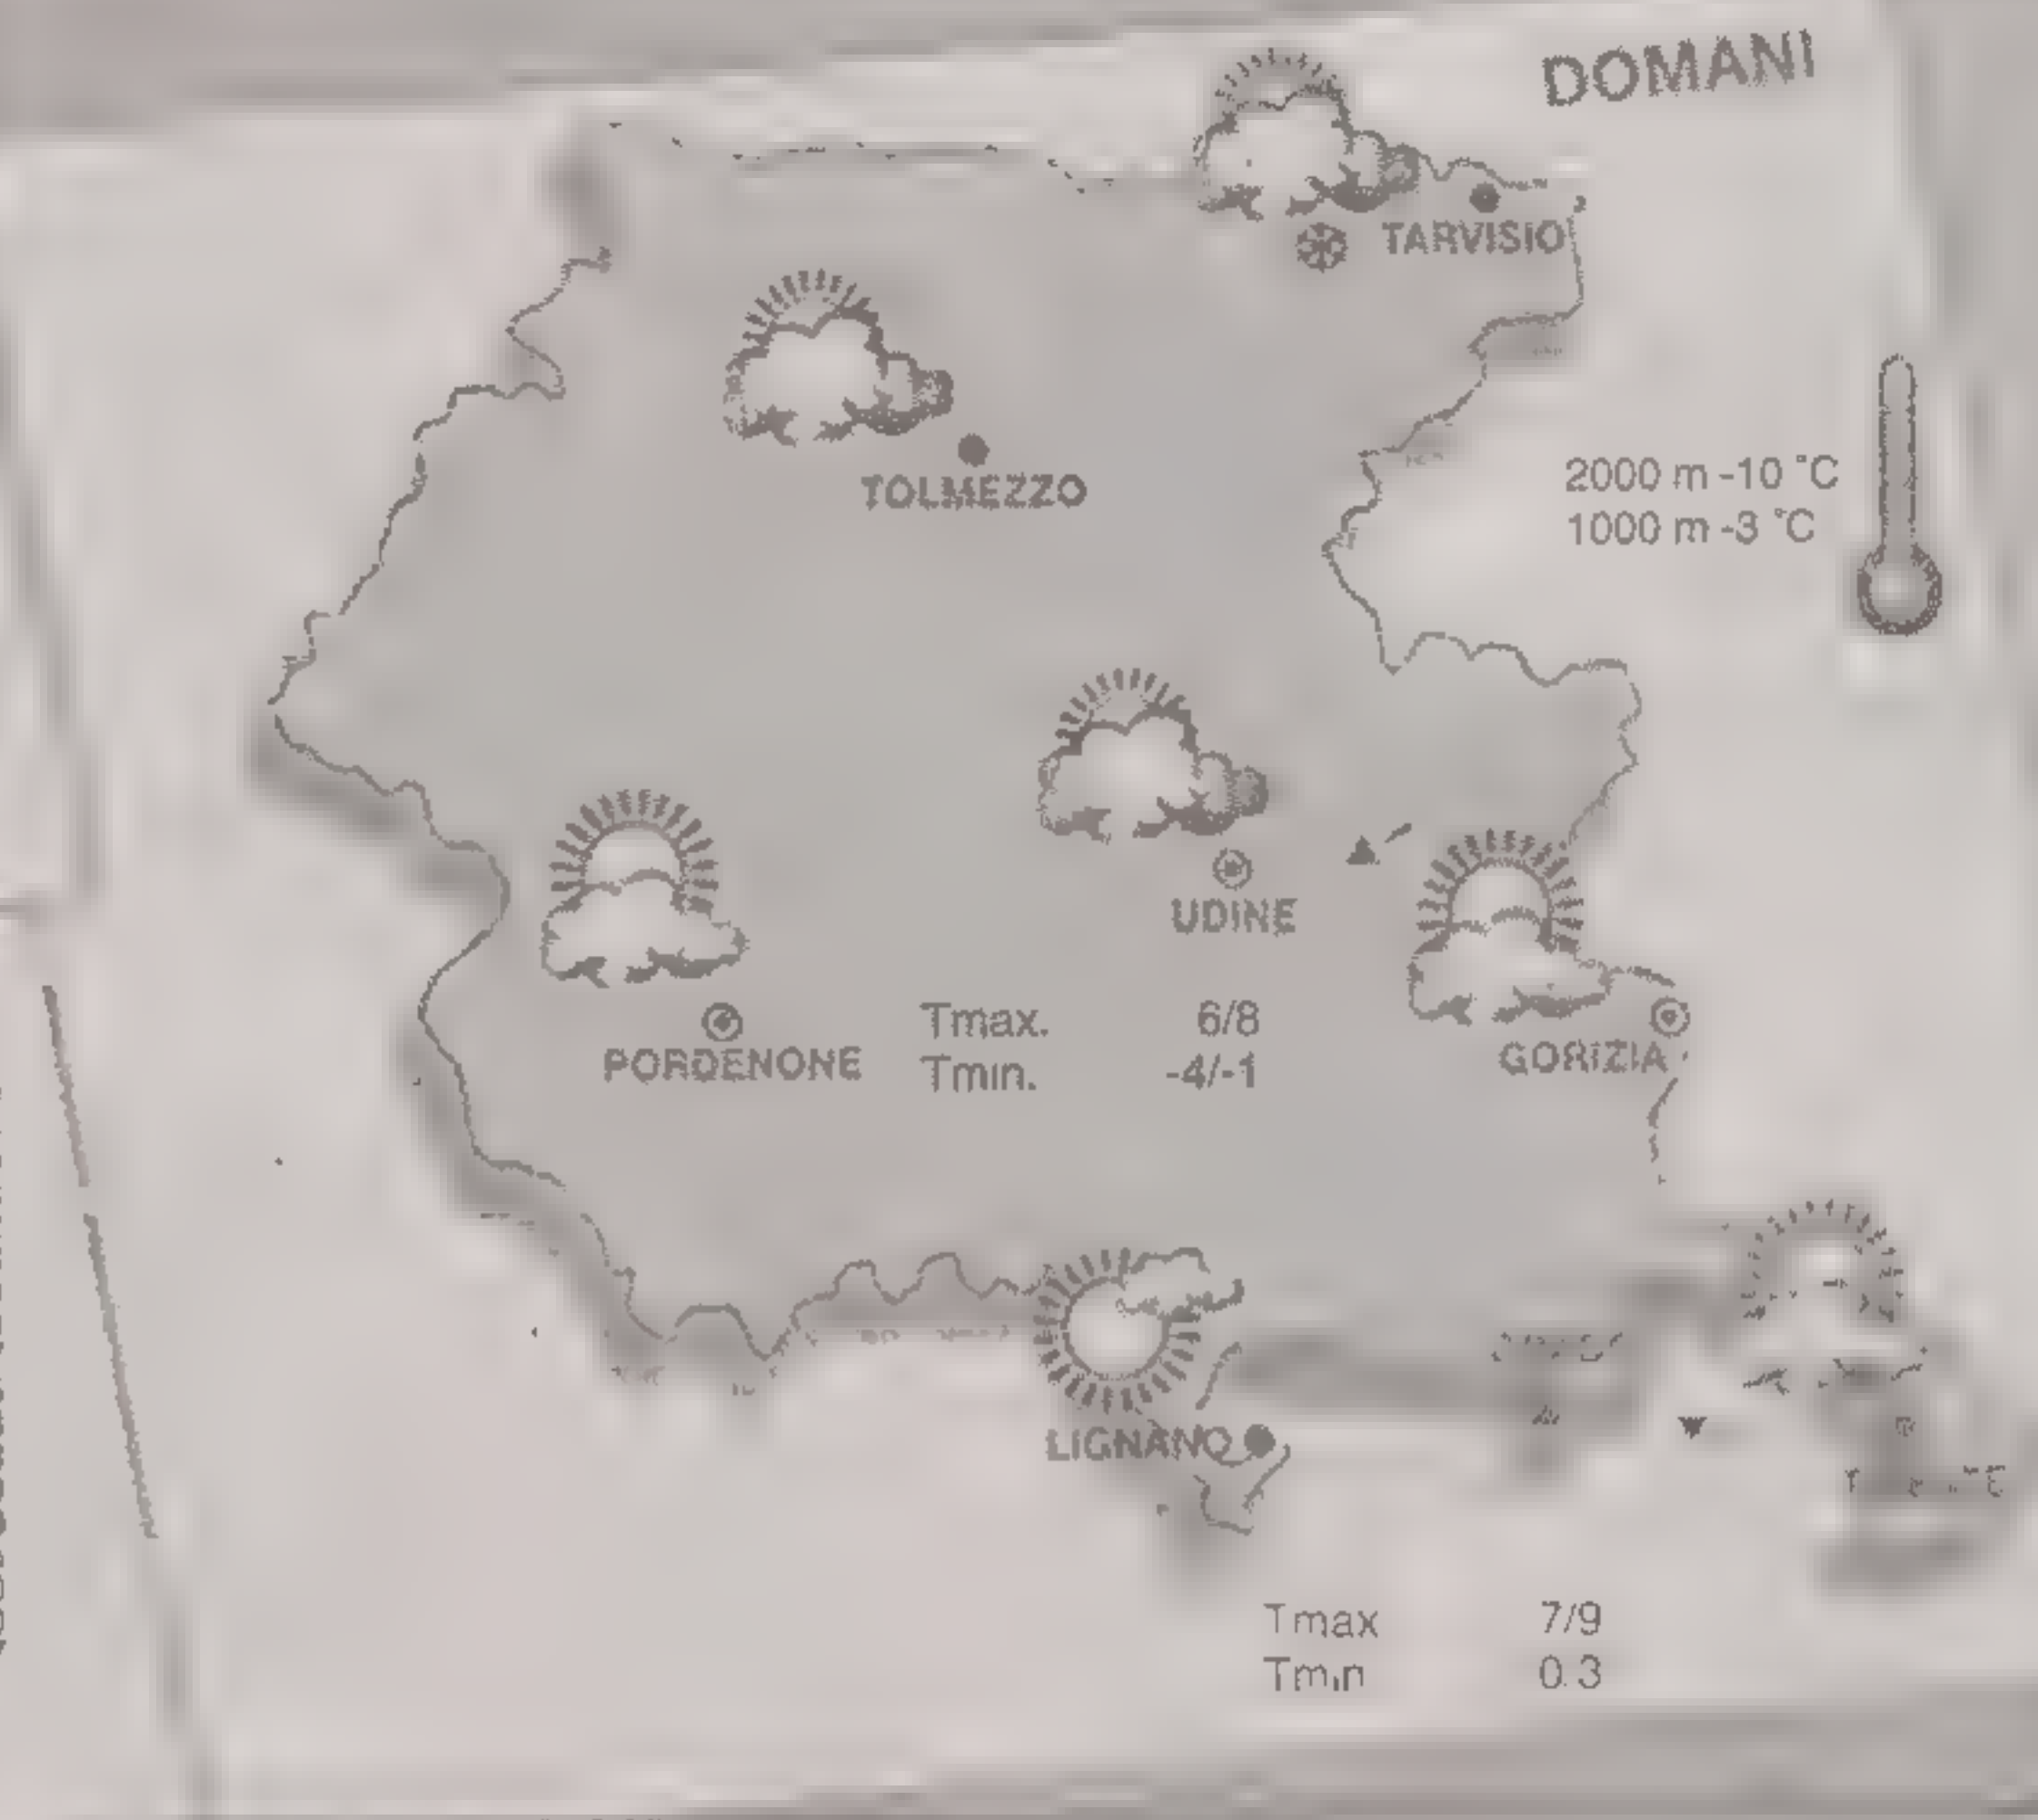 DOMANI
TARVISIO
TOLMEZZO
2000 m -10 °C
1000 m -3 °C
UDINE
PORDENONE
Tmax. 6/8
Tmin. -4/-1
GORIZIA
LIGNANO
Tmax 7/9
Tmin 0.3